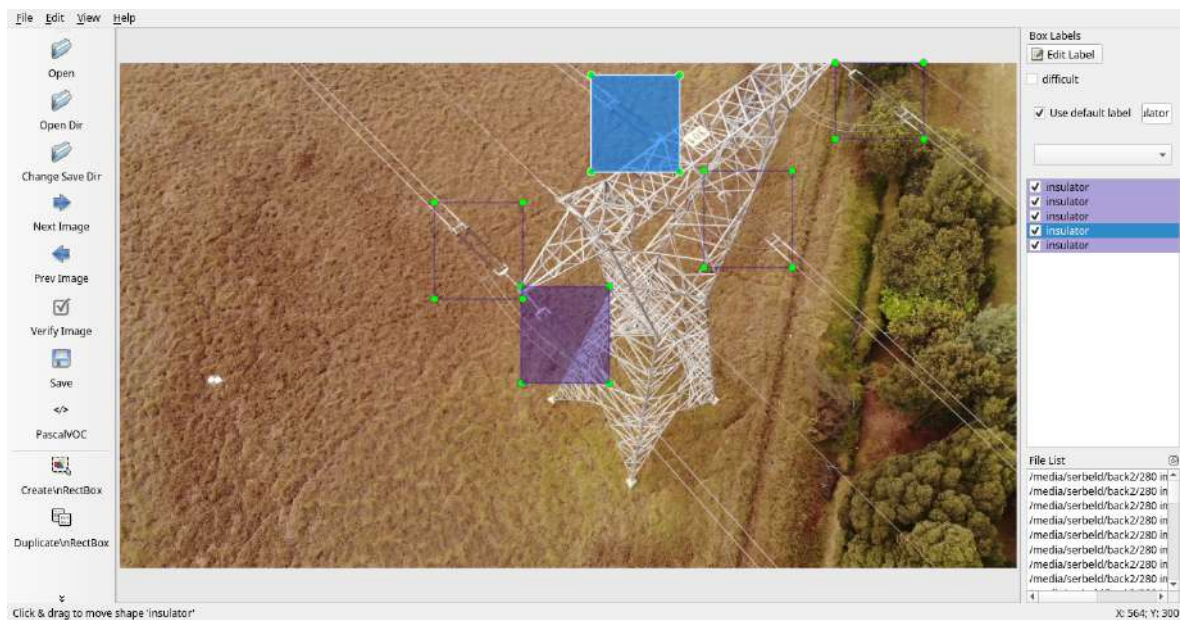 File Edit View Help
Open
Open Dir
Change Save Dir
Next Image
Prev Image
Verify Image
Save
</>
PascalVOC
Create\nRectBox
Duplicate\nRectBox
Box Labels
Edit Label
difficult
Use default label ulator
insulator
insulator
insulator
insulator
insulator
File List
/media/serbeld/back2/280 in
/media/serbeld/back2/280 in
/media/serbeld/back2/280 in
/media/serbeld/back2/280 in
/media/serbeld/back2/280 in
/media/serbeld/back2/280 in
/media/serbeld/back2/280 in
/media/serbeld/back2/280 in
Click & drag to move shape 'insulator'
X: 564; Y: 300